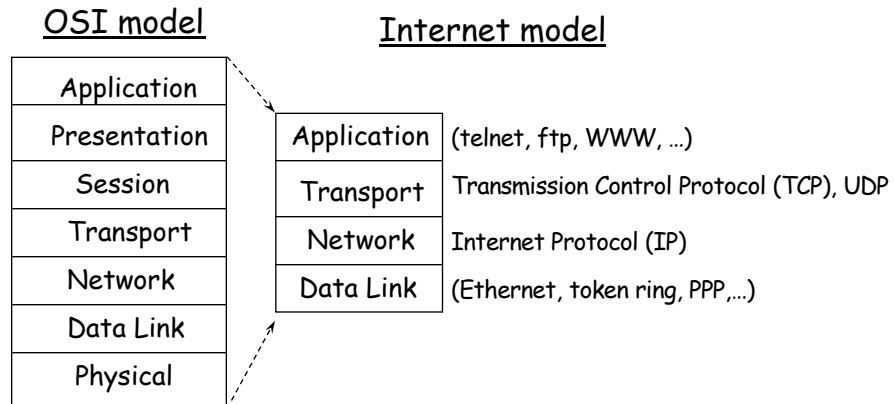 OSI model
Application
Presentation
Session
Transport
Network
Data Link
Physical
Internet model
Application (telnet, ftp, WWW, ...)
Transport Transmission Control Protocol (TCP), UDP
Network Internet Protocol (IP)
Data Link (Ethernet, token ring, PPP,...)